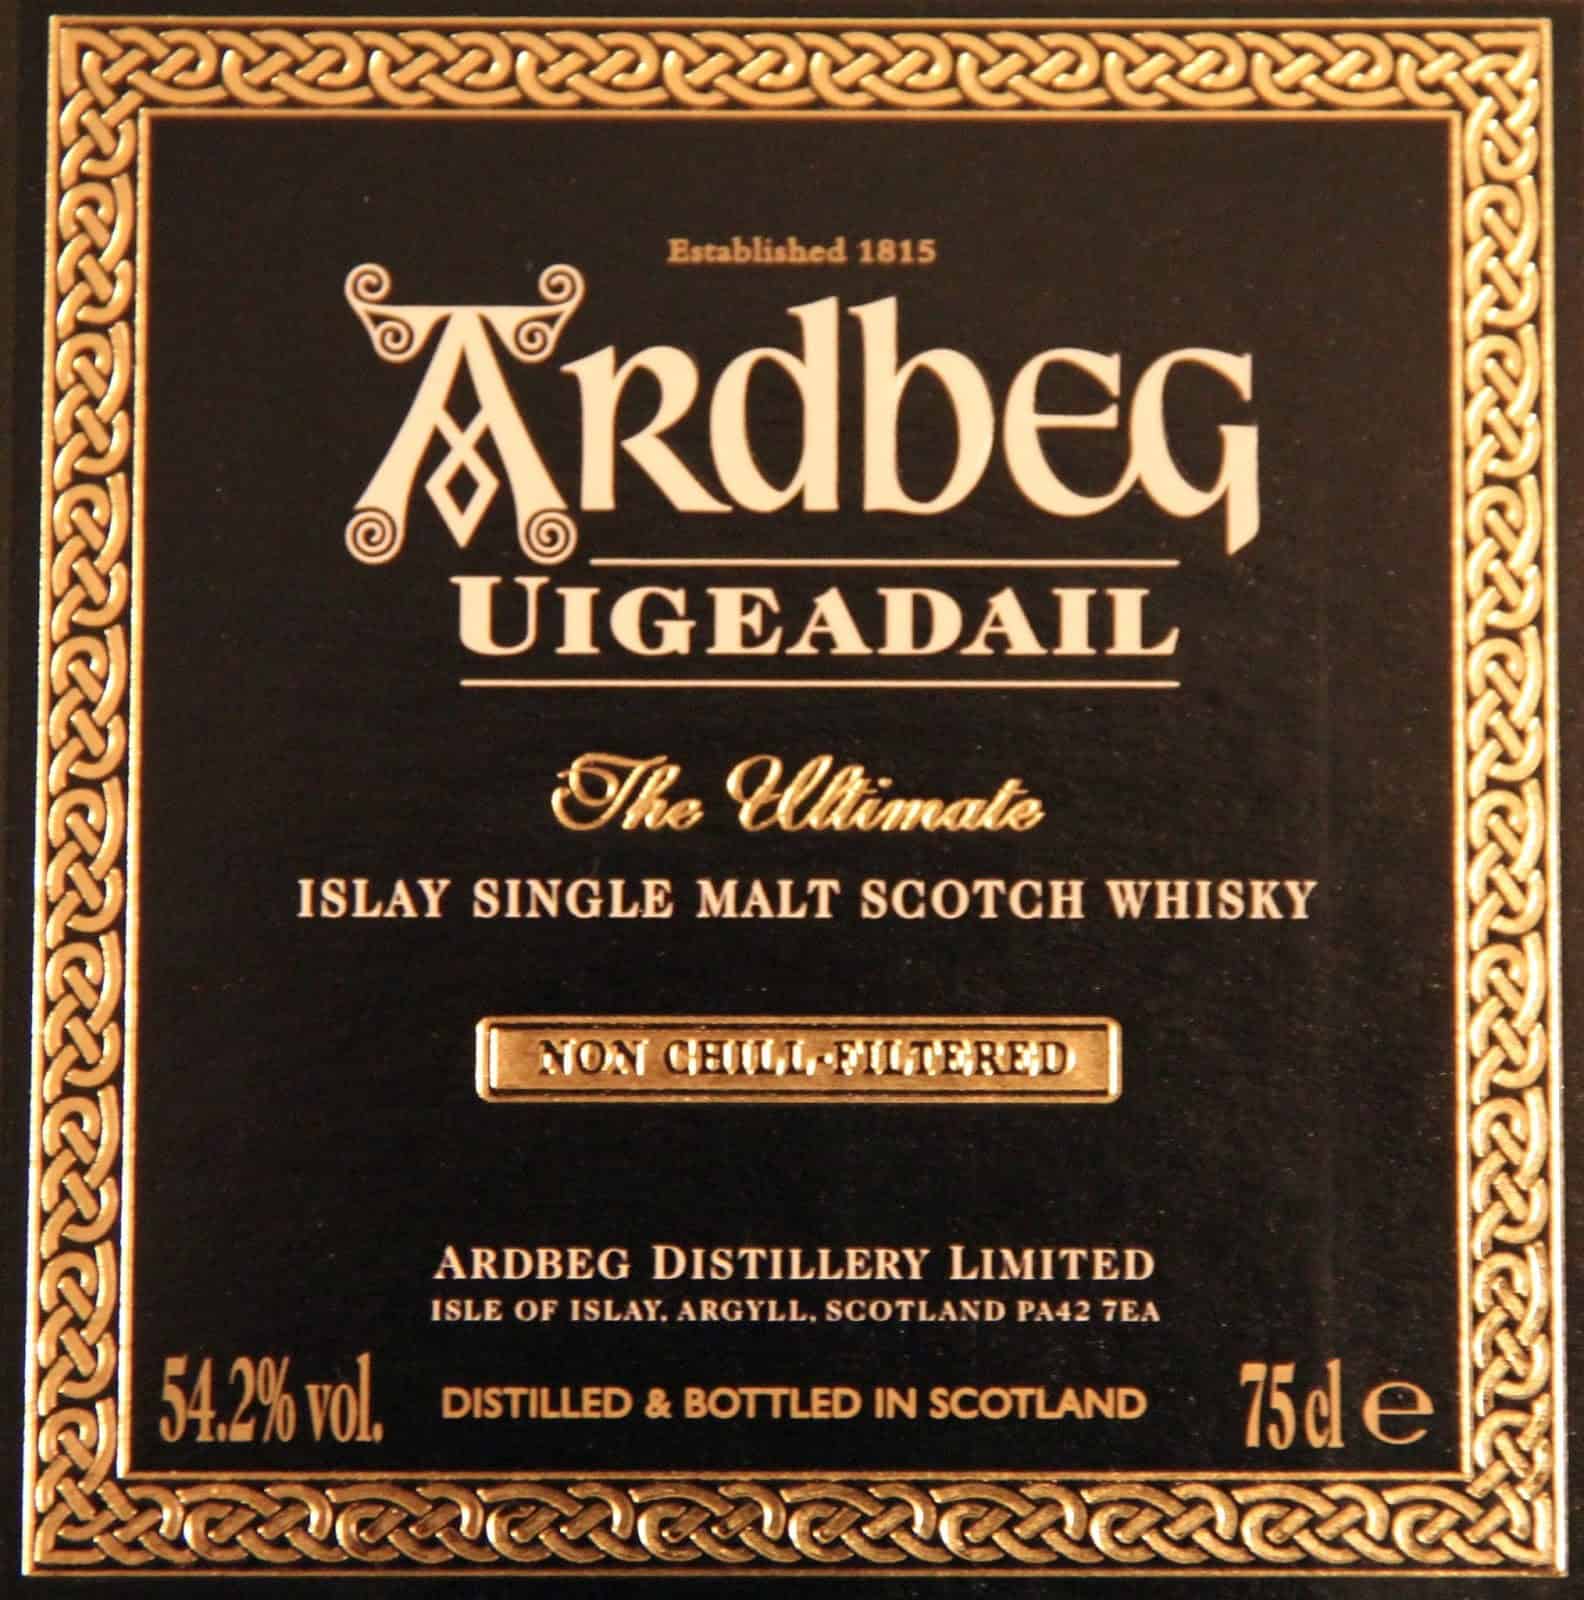 Established 1815
Ardbeg
UIGEADAIL
The Ultimate
ISLAY SINGLE MALT SCOTCH WHISKY
NON CHILL-FILTERED
ARDBEG DISTILLERY LIMITED
ISLE OF ISLAY, ARGYLL, SCOTLAND PA42 7EA
54.2% vol. DISTILLED & BOTTLED IN SCOTLAND 75 cl ℮